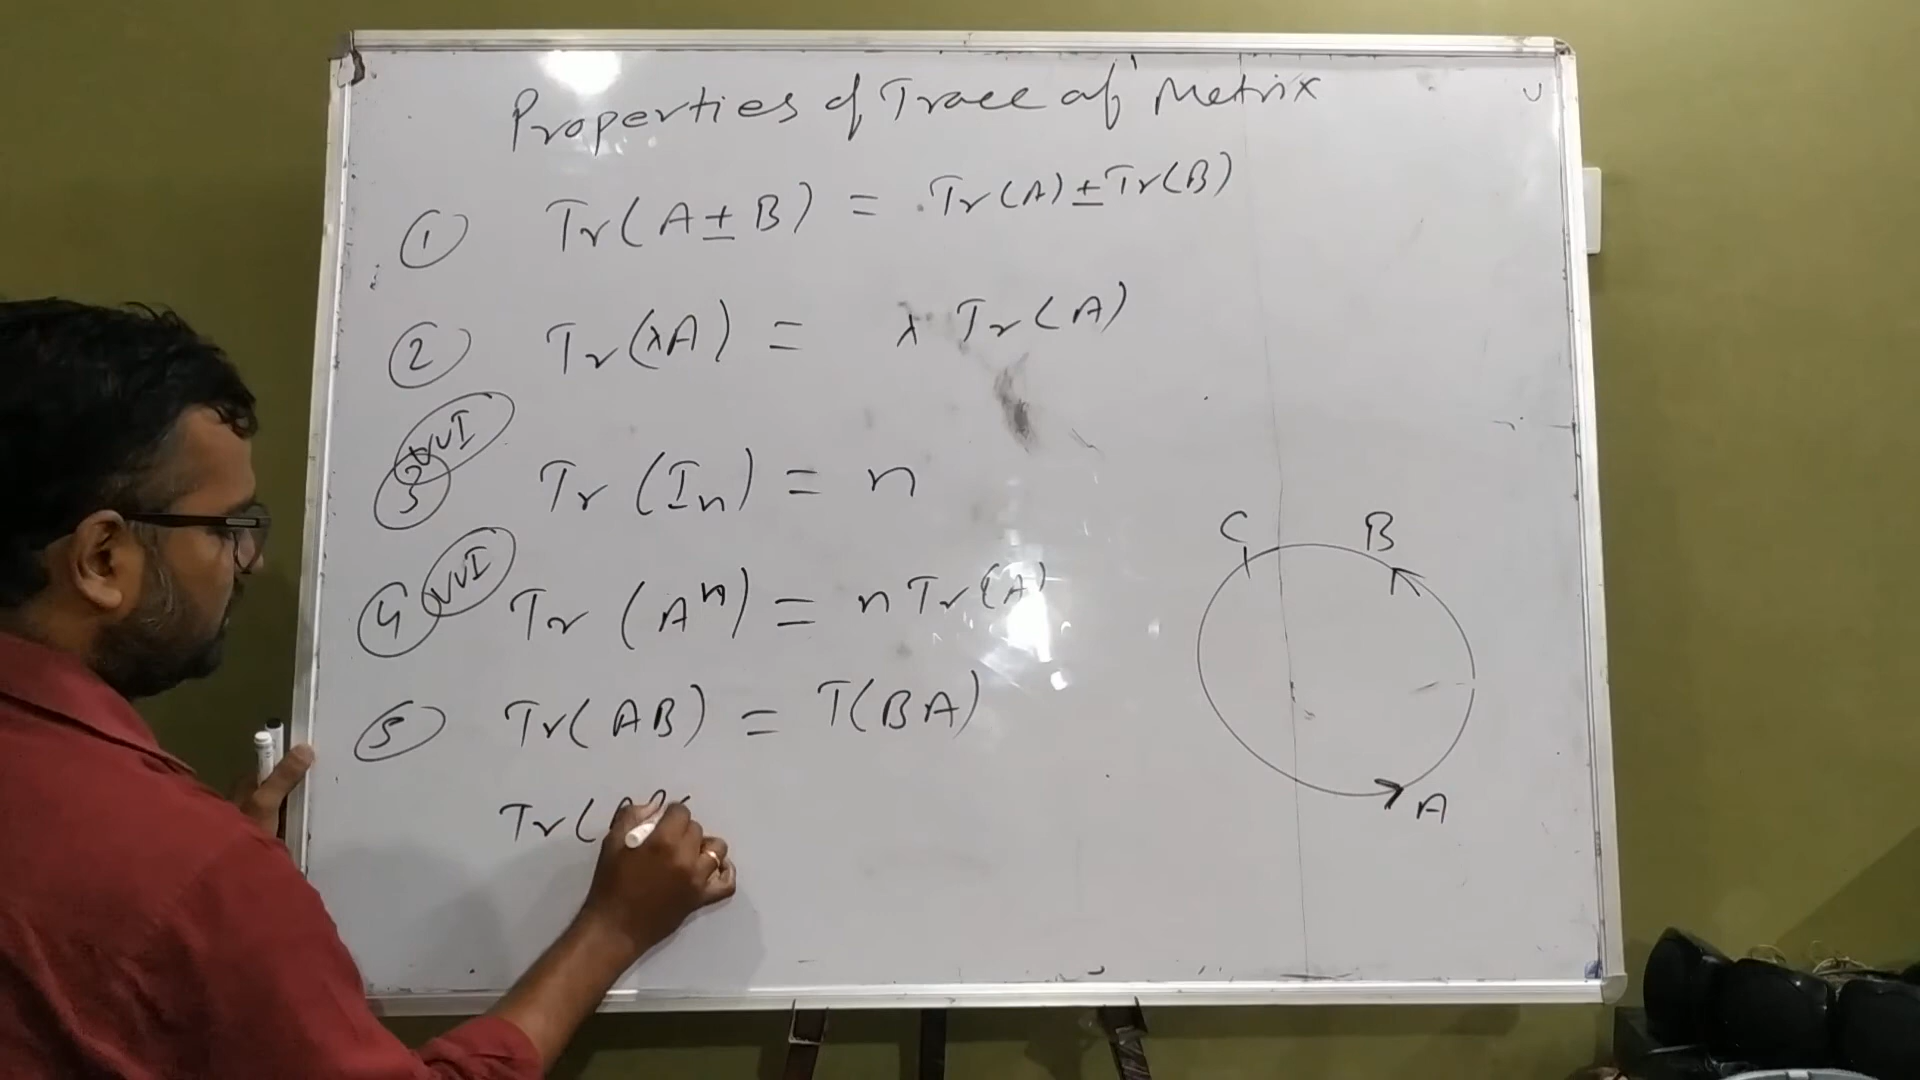 Properties of Trace of Metrix
① Tr(A±B) = Tr(A)±Tr(B)
② Tr(λA) = λ Tr(A)
VVI
③ Tr(Iₙ) = n
VVI
④ Tr(Aⁿ) = n Tr(A)
⑤ Tr(AB) = T(BA)
Tr(AB
C B
A